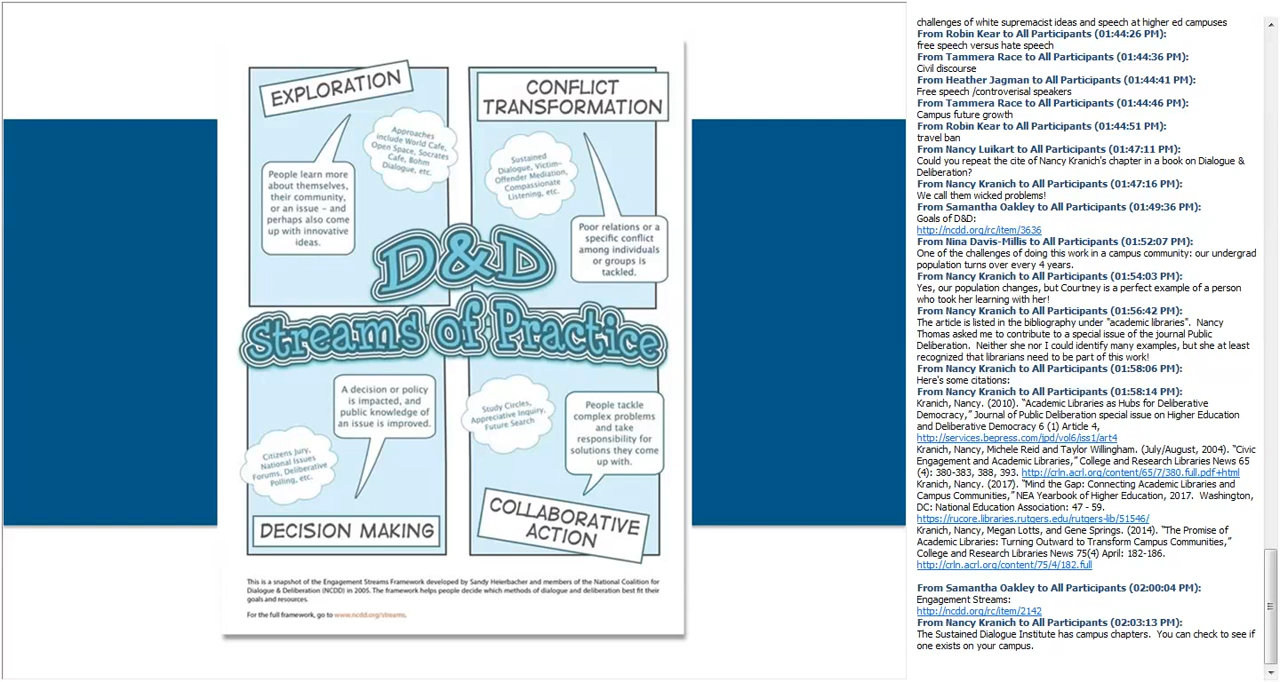 EXPLORATION
Approaches
include World Cafe,
Open Space, Socrates
Cafe, Bohm
Dialogue, etc.
People learn more
about themselves,
their community,
or an issue – and
perhaps also come
up with innovative
ideas.
CONFLICT
TRANSFORMATION
Sustained
Dialogue, Victim-
Offender Mediation,
Compassionate
Listening, etc.
Poor relations or a
specific conflict
among individuals
or groups is
tackled.
D&D
Streams of Practice
A decision or policy
is impacted, and
public knowledge of
an issue is improved.
Citizens Jury,
National Issues
Forums, Deliberative
Polling, etc.
DECISION MAKING
Study Circles,
Appreciative Inquiry,
Future Search
People tackle
complex problems
and take
responsibility for
solutions they come
up with.
COLLABORATIVE
ACTION
This is a snapshot of the Engagement Streams Framework developed by Sandy Heierbacher and members of the National Coalition for
Dialogue & Deliberation (NCDD) in 2005. The framework helps people decide which methods of dialogue and deliberation best fit their
goals and resources.
For the full framework, go to www.ncdd.org/streams.
challenges of white supremacist ideas and speech at higher ed campuses
From Robin Kear to All Participants (01:44:26 PM):
free speech versus hate speech
From Tammera Race to All Participants (01:44:36 PM):
Civil discourse
From Heather Jagman to All Participants (01:44:41 PM):
Free speech /controversial speakers
From Tammera Race to All Participants (01:44:46 PM):
Campus future growth
From Robin Kear to All Participants (01:44:51 PM):
travel ban
From Nancy Luikart to All Participants (01:47:11 PM):
Could you repeat the cite of Nancy Kranich's chapter in a book on Dialogue &
Deliberation?
From Nancy Kranich to All Participants (01:47:16 PM):
We call them wicked problems!
From Samantha Oakley to All Participants (01:49:36 PM):
Goals of D&D:
http://ncdd.org/rc/item/3636
From Nina Davis-Millis to All Participants (01:52:07 PM):
One of the challenges of doing this work in a campus community: our undergrad
population turns over every 4 years.
From Nancy Kranich to All Participants (01:54:03 PM):
Yes, our population changes, but Courtney is a perfect example of a person
who took her learning with her!
From Nancy Kranich to All Participants (01:56:42 PM):
The article is listed in the bibliography under "academic libraries". Nancy
Thomas asked me to contribute to a special issue of the journal Public
Deliberation. Neither she nor I could identify many examples, but she at least
recognized that librarians need to be part of this work!
From Nancy Kranich to All Participants (01:58:06 PM):
Here's some citations:
From Nancy Kranich to All Participants (01:58:14 PM):
Kranich, Nancy. (2010). "Academic Libraries as Hubs for Deliberative
Democracy," Journal of Public Deliberation special issue on Higher Education
and Deliberative Democracy 6 (1) Article 4,
http://services.bepress.com/jpd/vol6/iss1/art4
Kranich, Nancy, Michele Reid and Taylor Willingham. (July/August, 2004). "Civic
Engagement and Academic Libraries," College and Research Libraries News 65
(4): 380-383, 388, 393. http://crln.acrl.org/content/65/7/380.full.pdf+html
Kranich, Nancy. (2017). "Mind the Gap: Connecting Academic Libraries and
Campus Communities," NEA Yearbook of Higher Education, 2017. Washington,
DC: National Education Association: 47 - 59.
https://rucore.libraries.rutgers.edu/rutgers-lib/51546/
Kranich, Nancy, Megan Lotts, and Gene Springs. (2014). "The Promise of
Academic Libraries: Turning Outward to Transform Campus Communities,"
College and Research Libraries News 75(4) April: 182-186.
http://crln.acrl.org/content/75/4/182.full
From Samantha Oakley to All Participants (02:00:04 PM):
Engagement Streams:
http://ncdd.org/rc/item/2142
From Nancy Kranich to All Participants (02:03:13 PM):
The Sustained Dialogue Institute has campus chapters. You can check to see if
one exists on your campus.